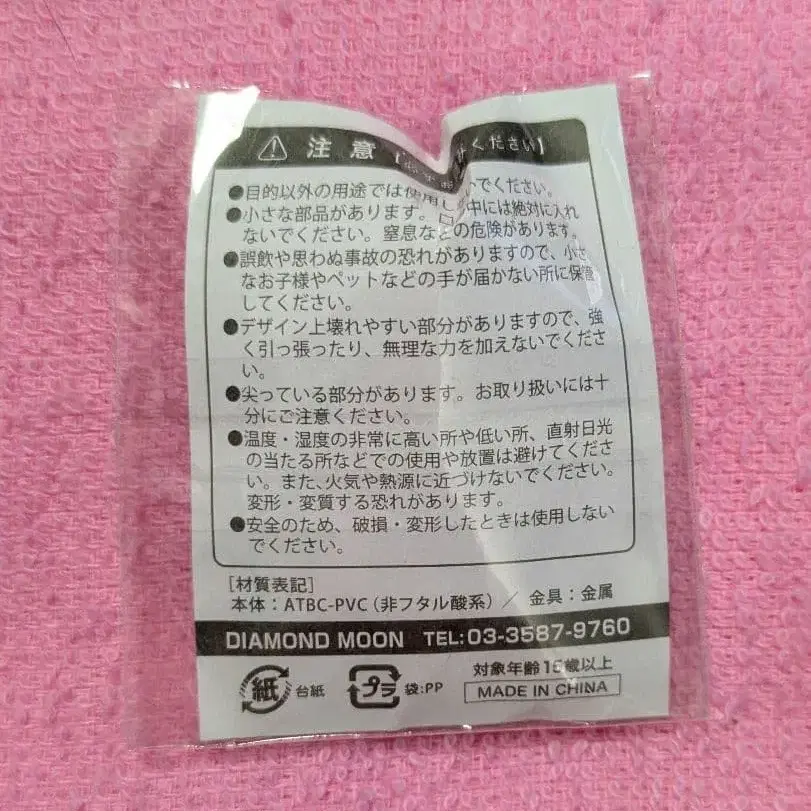 注意【 ください】
●目的以外の用途では使用し でください。
●小さな部品があります。 中には絶対に入れ
ないでください。窒息などの危険があります。
●誤飲や思わぬ事故の恐れがありますので、小さ
なお子様やペットなどの手が届かない所に保管
してください。
●デザイン上壊れやすい部分がありますので、強
く引っ張ったり、無理な力を加えないでくださ
い。
●尖っている部分があります。お取り扱いには十
分にご注意ください。
●温度・湿度の非常に高い所や低い所、直射日光
の当たる所などでの使用や放置は避けてくださ
い。また、火気や熱源に近づけないでください。
変形・変質する恐れがあります。
●安全のため、破損・変形したときは使用しない
でください。
［材質表記］
本体：ATBC-PVC（非フタル酸系）／ 金具：金属
DIAMOND MOON TEL:03-3587-9760
紙 台紙 プラ 袋:PP 対象年齢15歳以上
MADE IN CHINA